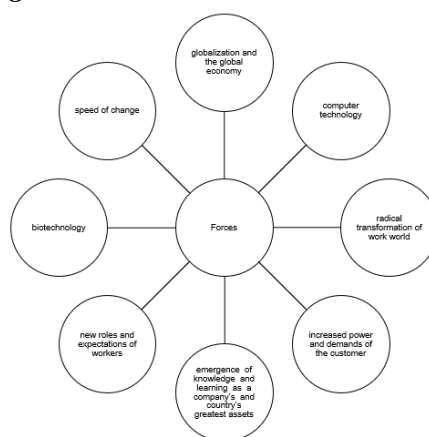 globalization and
the global
economy
speed of change
computer
technology
biotechnology
Forces
radical
transformation of
work world
new roles and
expectations of
workers
increased power
and demands of
the customer
emergence of
knowledge and
learning as a
company's and
country's
greatest assets